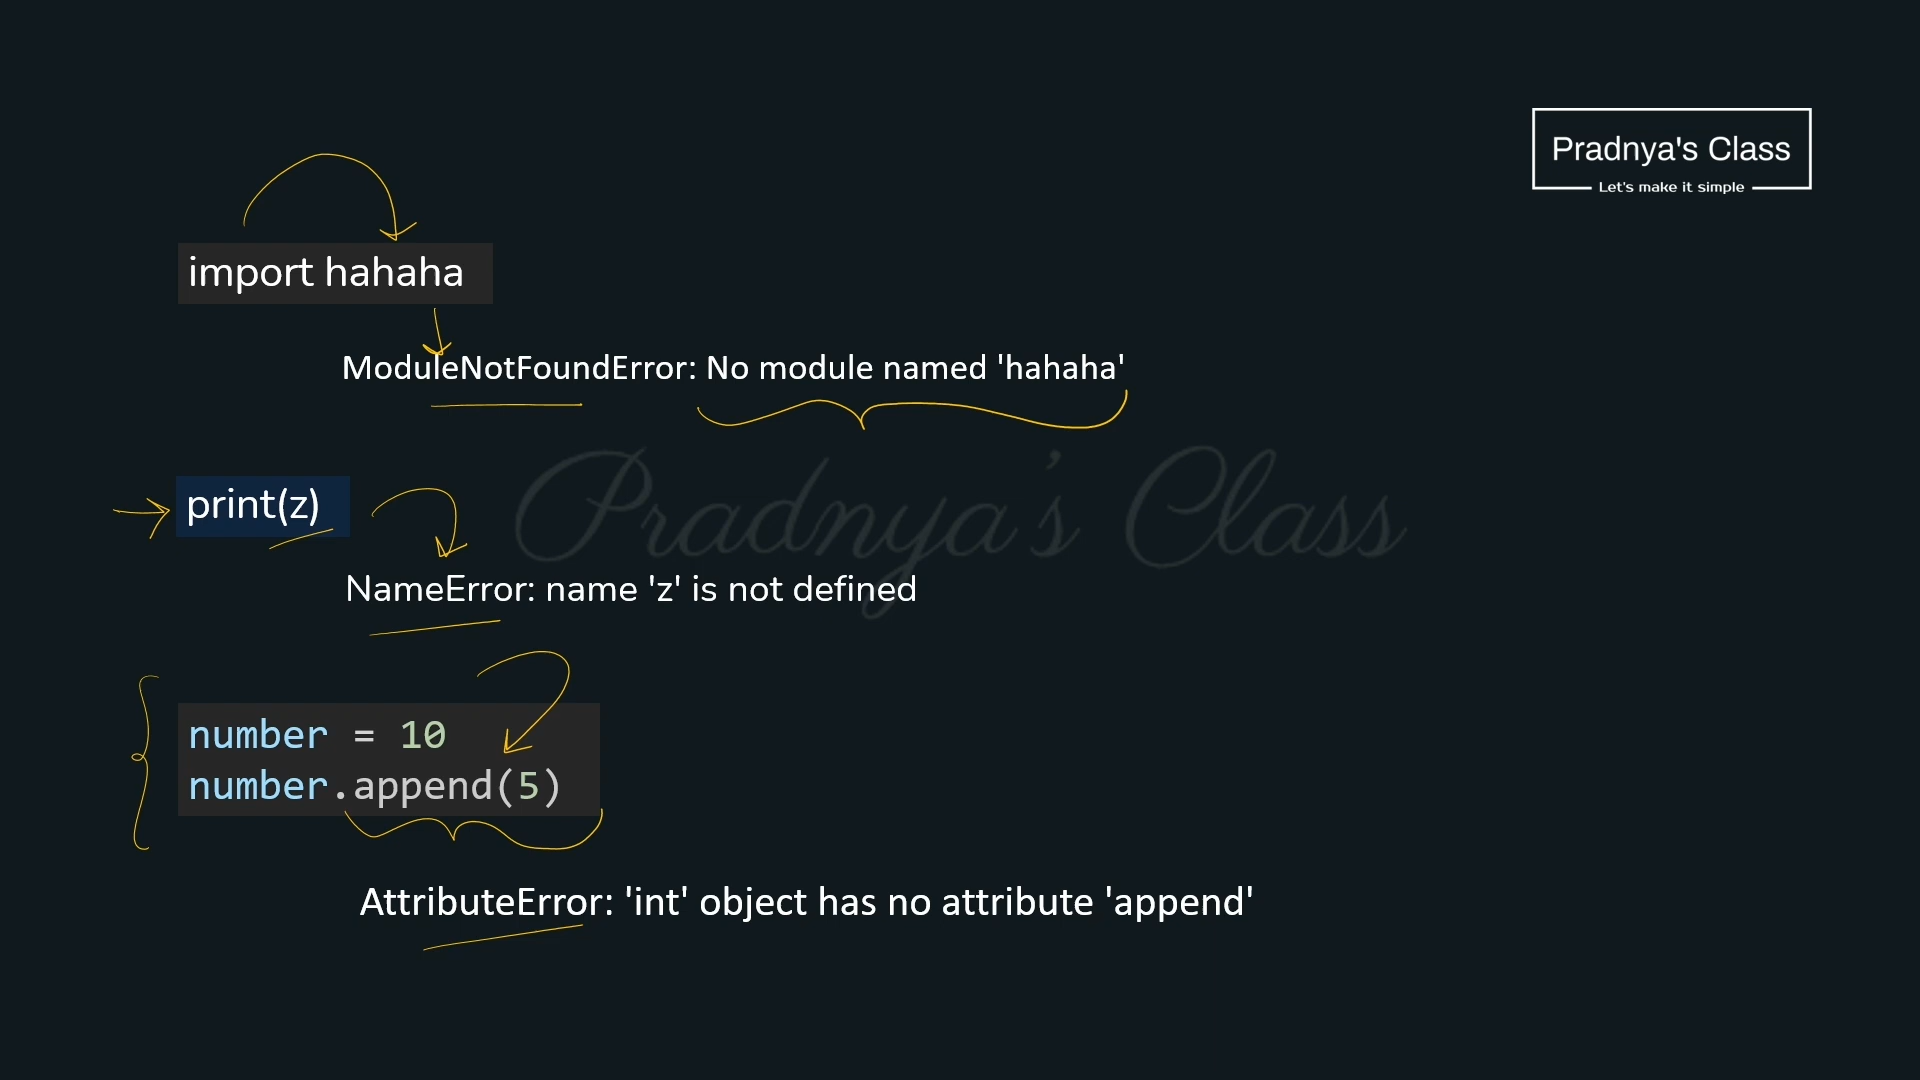 Pradnya's Class
Let's make it simple
import hahaha
ModuleNotFoundError: No module named 'hahaha'
Pradnya's Class
print(z)
NameError: name 'z' is not defined
number = 10
number.append(5)
AttributeError: 'int' object has no attribute 'append'